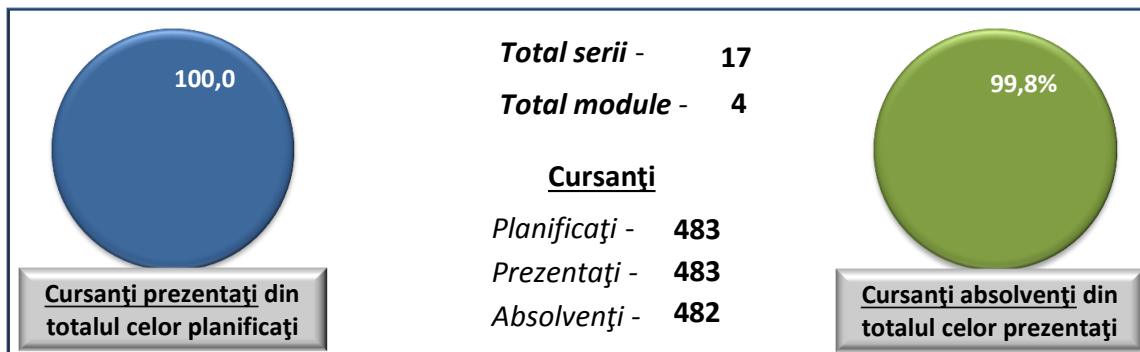 100,0
Cursanţi prezentaţi din
totalul celor planificaţi
Total serii - 17
Total module - 4
Cursanţi
Planificaţi - 483
Prezentaţi - 483
Absolvenţi - 482
99,8%
Cursanţi absolvenţi din
totalul celor prezentaţi